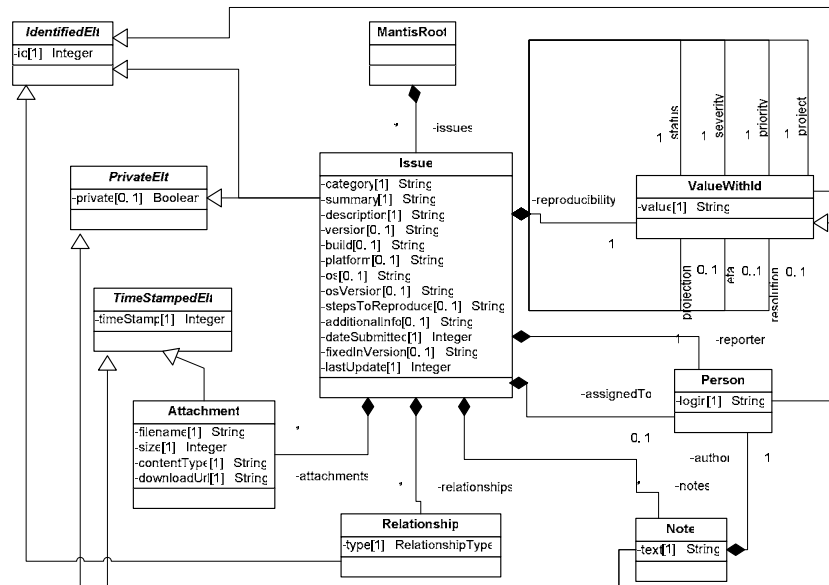 IdentifiedElt
-id[1] Integer
MantisRoot
* -issues
PrivateElt
-private[0, 1] Boolean
TimeStampedElt
-timeStamp[1] Integer
Issue
-category[1] String
-summary[1] String
-description[1] String
-version[0, 1] String
-build[0, 1] String
-platform[0, 1] String
-os[0, 1] String
-osVersion[0, 1] String
-stepsToReproduce[0, 1] String
-additionalInfo[0, 1] String
-dateSubmitted[1] Integer
-fixedInVersion[0, 1] String
-lastUpdate[1] Integer
1 status
1 severity
1 priority
1 project
ValueWithId
-value[1] String
-reproducibility
1
projection 0..1
eta 0..1
resolution 0..1
1 -reporter
Person
-login[1] String
-assignedTo
0..1
-author 1
Attachment
-filename[1] String
-size[1] Integer
-contentType[1] String
-downloadUrl[1] String
*
-attachments
* -relationships
* -notes
Relationship
-type[1] RelationshipType
Note
-text[1] String